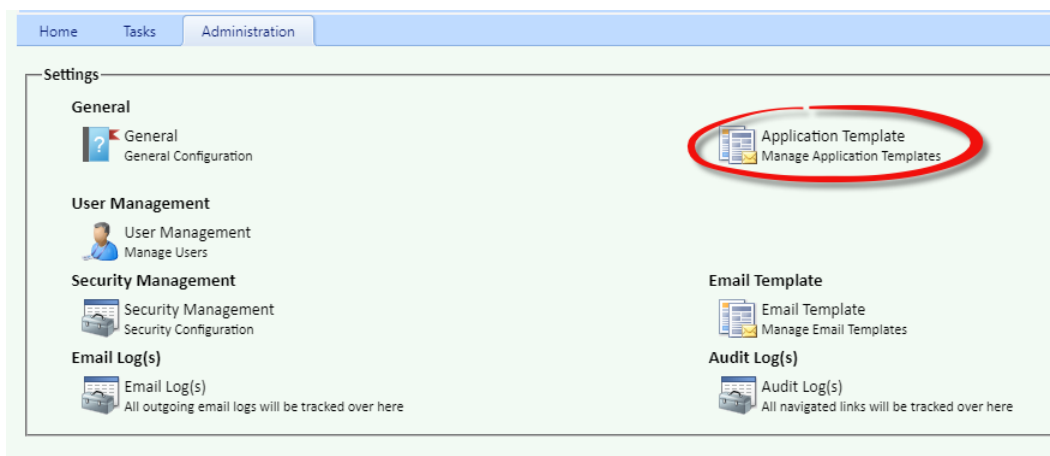 Home Tasks Administration
Settings
General
General
General Configuration
Application Template
Manage Application Templates
User Management
User Management
Manage Users
Security Management
Security Management
Security Configuration
Email Template
Email Template
Manage Email Templates
Email Log(s)
Email Log(s)
All outgoing email logs will be tracked over here
Audit Log(s)
Audit Log(s)
All navigated links will be tracked over here